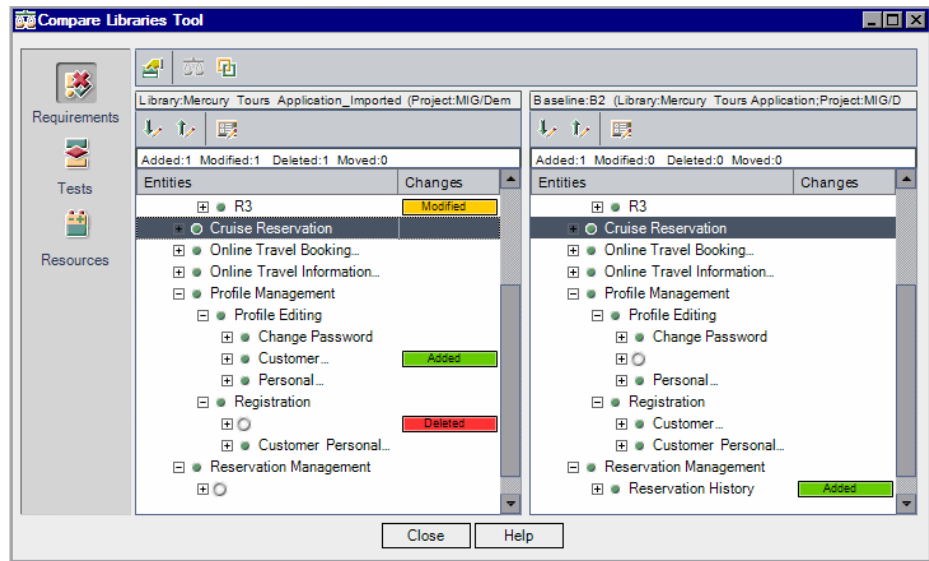 Compare Libraries Tool
Requirements
Tests
Resources
Library:Mercury Tours Application_Imported (Project:MIG/Dem
Added:1 Modified:1 Deleted:1 Moved:0
Entities Changes
R3 Modified
Cruise Reservation
Online Travel Booking...
Online Travel Information...
Profile Management
Profile Editing
Change Password
Customer... Added
Personal...
Registration
Deleted
Customer Personal...
Reservation Management
Baseline:B2 (Library:Mercury Tours Application;Project:MIG/D
Added:1 Modified:0 Deleted:0 Moved:0
Entities Changes
R3
Cruise Reservation
Online Travel Booking...
Online Travel Information...
Profile Management
Profile Editing
Change Password
Personal...
Registration
Customer...
Customer Personal...
Reservation Management
Reservation History Added
Close Help